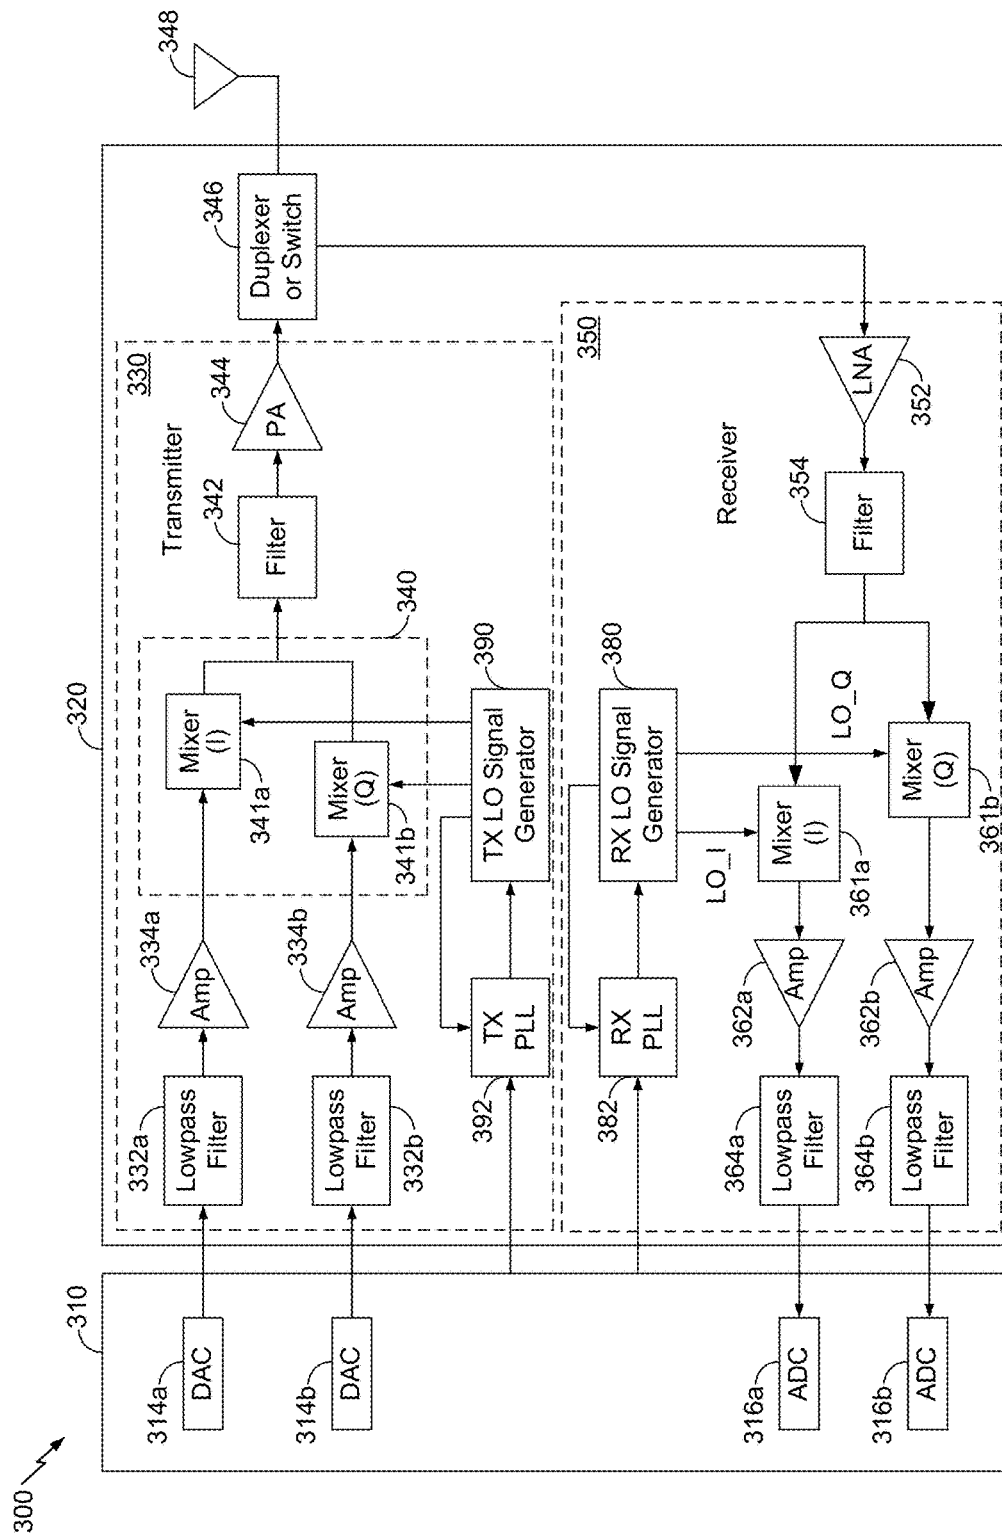 300
310
320
314a
DAC
314b
DAC
316a
ADC
316b
ADC
330
Transmitter
332a
Lowpass
Filter
334a
Amp
332b
Lowpass
Filter
334b
Amp
340
Mixer
(I)
341a
Mixer
(Q)
341b
342
Filter
344
PA
346
Duplexer
or Switch
348
392
TX
PLL
390
TX LO Signal
Generator
350
Receiver
382
RX
PLL
380
RX LO Signal
Generator
LO_I
LO_Q
364a
Lowpass
Filter
362a
Amp
Mixer
(I)
361a
364b
Lowpass
Filter
362b
Amp
Mixer
(Q)
361b
354
Filter
LNA
352